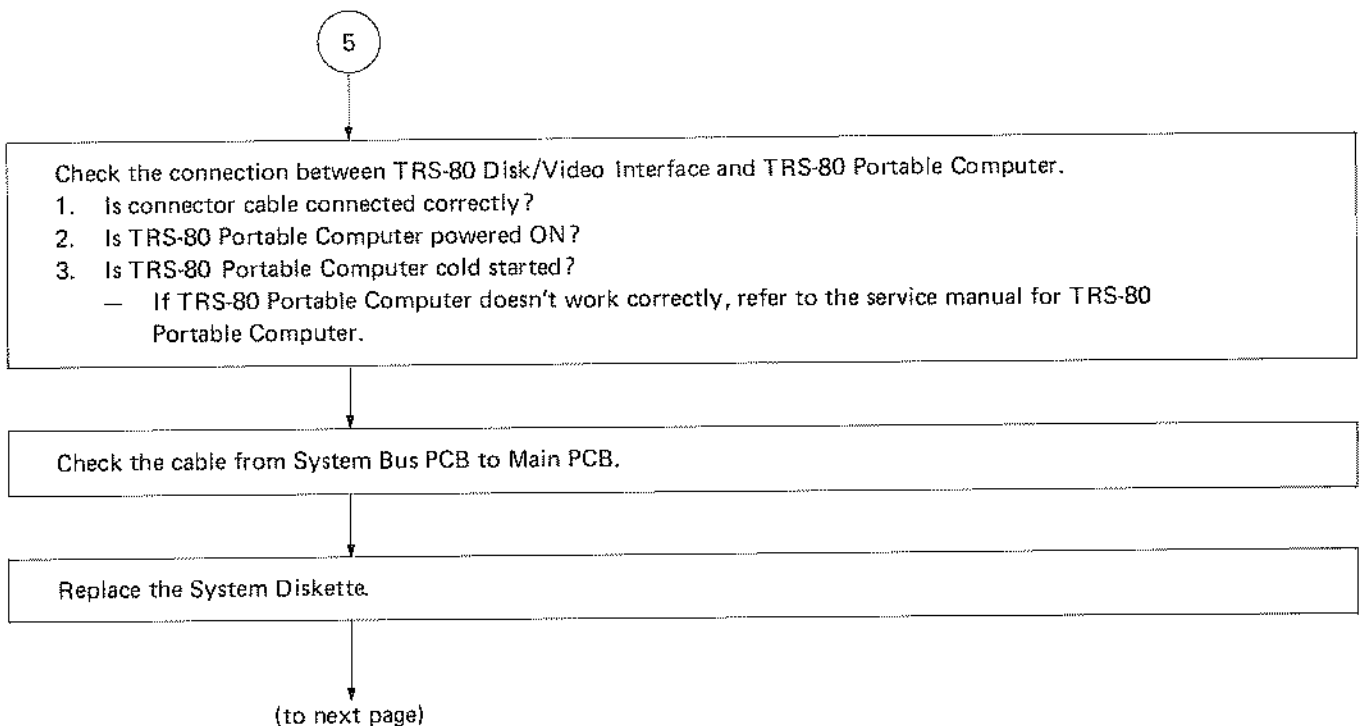 5
Check the connection between TRS-80 Disk/Video Interface and TRS-80 Portable Computer.
1. Is connector cable connected correctly?
2. Is TRS-80 Portable Computer powered ON?
3. Is TRS-80 Portable Computer cold started?
— If TRS-80 Portable Computer doesn't work correctly, refer to the service manual for TRS-80
Portable Computer.
Check the cable from System Bus PCB to Main PCB.
Replace the System Diskette.
(to next page)